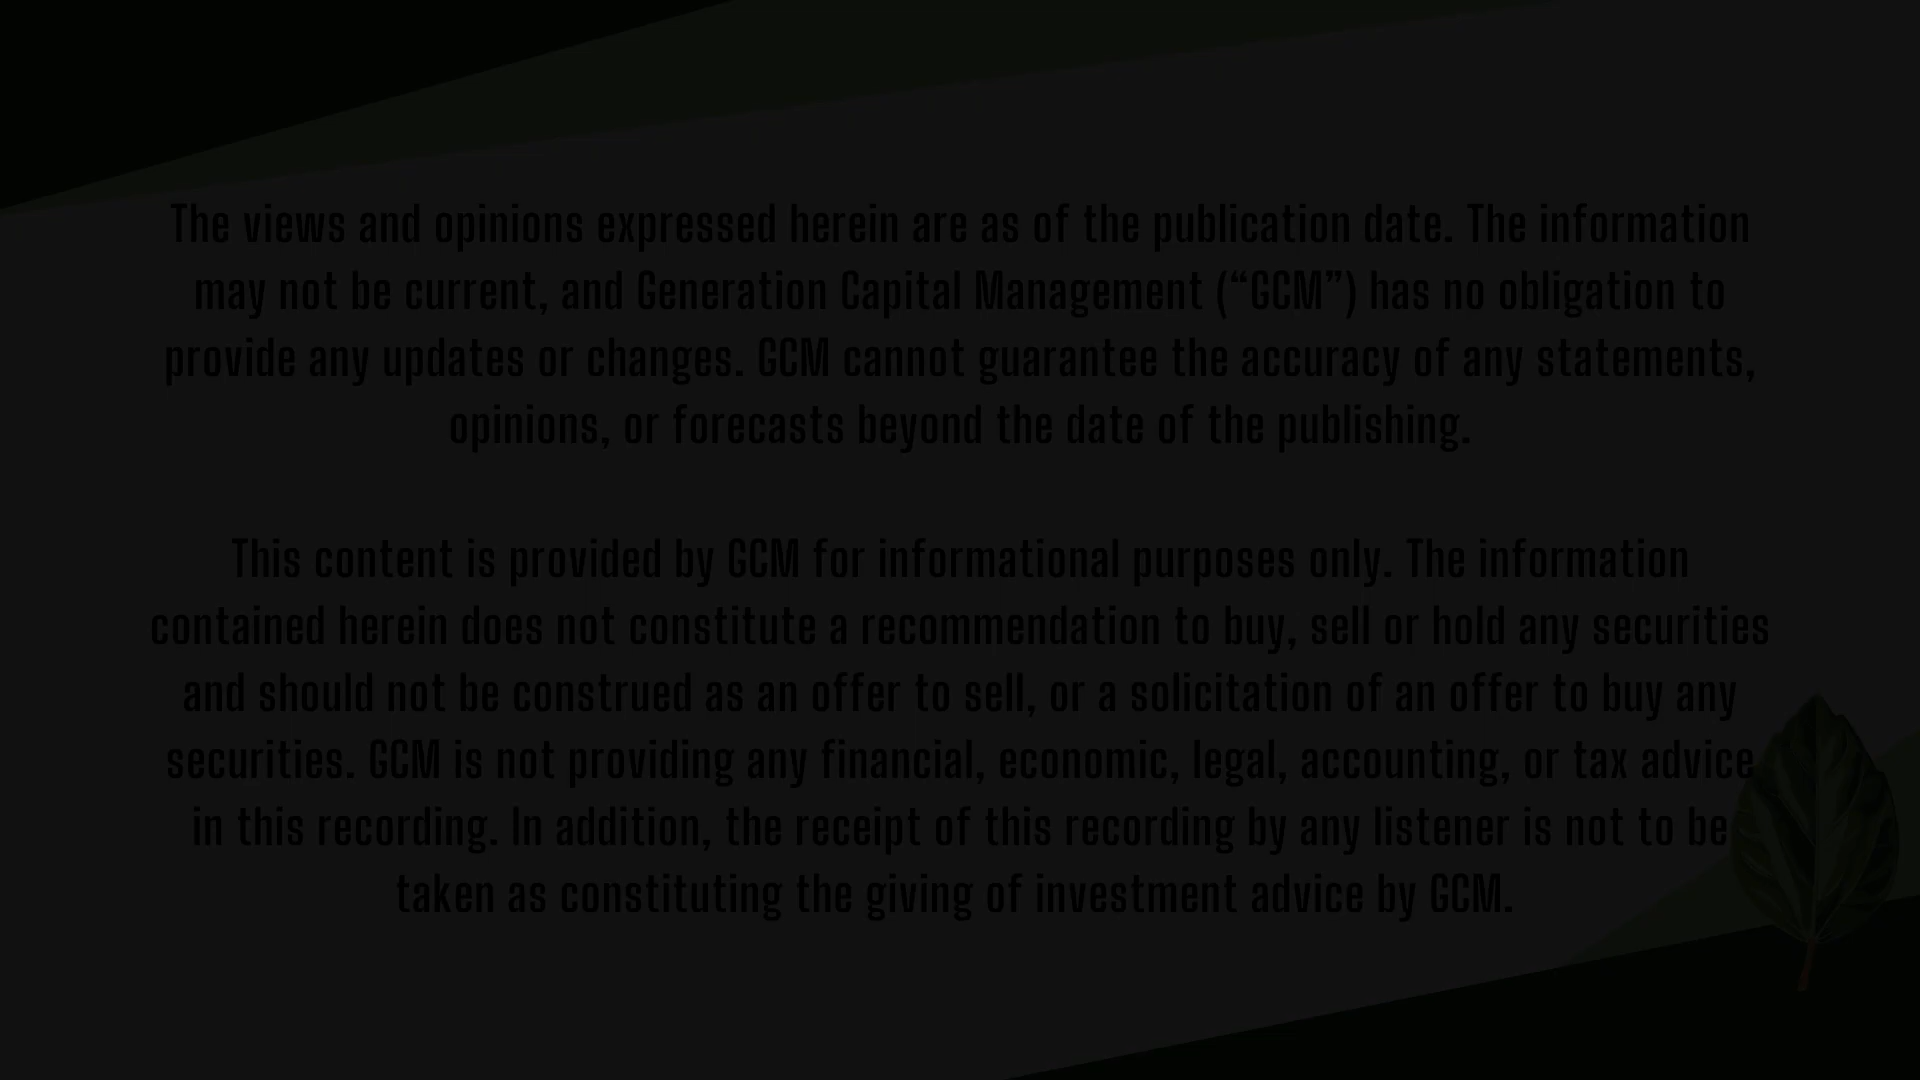 The views and opinions expressed herein are as of the publication date. The information
may not be current, and Generation Capital Management (“GCM”) has no obligation to
provide any updates or changes. GCM cannot guarantee the accuracy of any statements,
opinions, or forecasts beyond the date of the publishing.
This content is provided by GCM for informational purposes only. The information
contained herein does not constitute a recommendation to buy, sell or hold any securities
and should not be construed as an offer to sell, or a solicitation of an offer to buy any
securities. GCM is not providing any financial, economic, legal, accounting, or tax advice
in this recording. In addition, the receipt of this recording by any listener is not to be
taken as constituting the giving of investment advice by GCM.